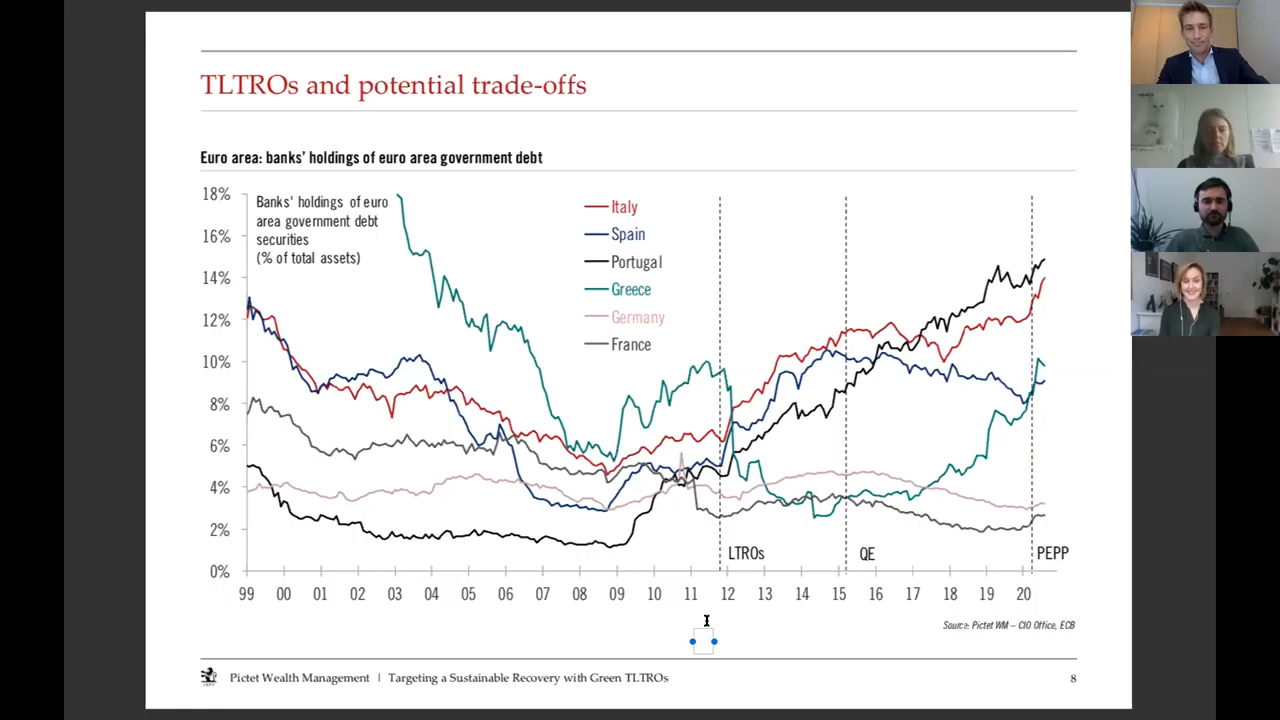 TLTROs and potential trade-offs
Euro area: banks' holdings of euro area government debt
18%
16%
14%
12%
10%
8%
6%
4%
2%
0%
Banks' holdings of euro
area government debt
securities
(% of total assets)
Italy
Spain
Portugal
Greece
Germany
France
LTROs
QE
PEPP
99 00 01 02 03 04 05 06 07 08 09 10 11 12 13 14 15 16 17 18 19 20
Source: Pictet WM – CIO Office, ECB
Pictet Wealth Management | Targeting a Sustainable Recovery with Green TLTROs
8